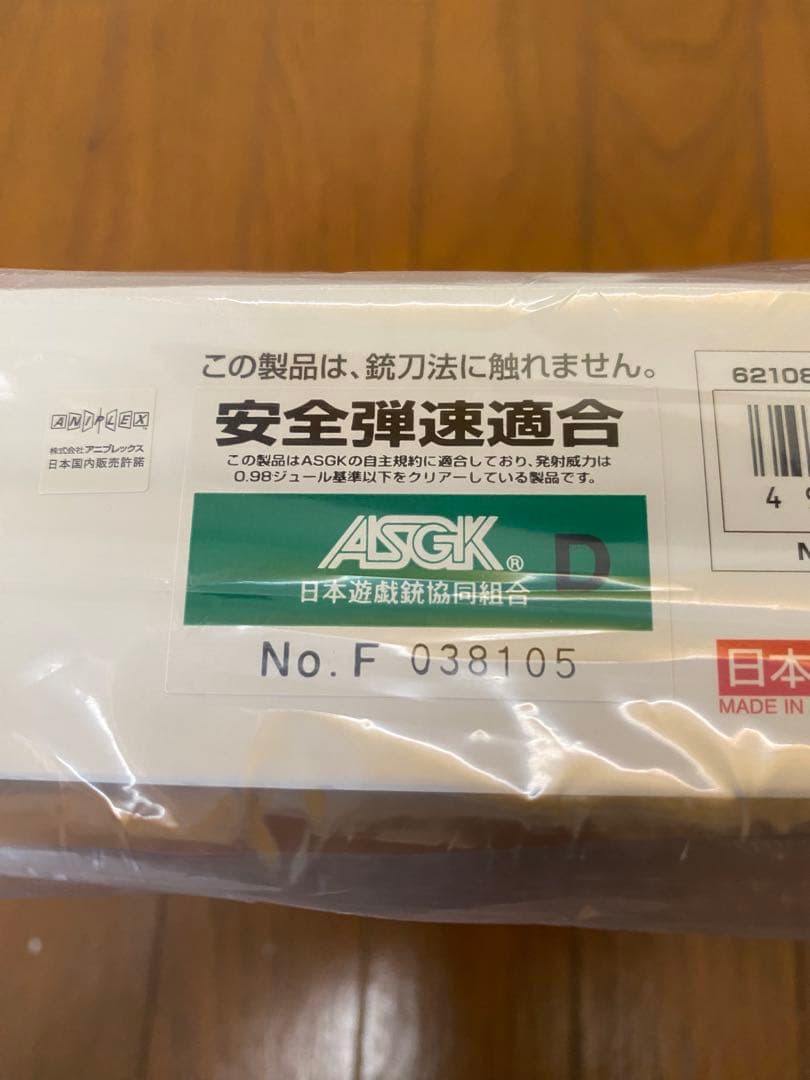 この製品は、銃刀法に触れません。
安全弾速適合
この製品はASGKの自主規約に適合しており、発射威力は
0.98ジュール基準以下をクリアーしている製品です。
ASGK® D
日本遊戯銃協同組合
No.F 038105
ANIPLEX
株式会社アニプレックス
日本国内販売許諾
62108
4
N
日本
MADE IN